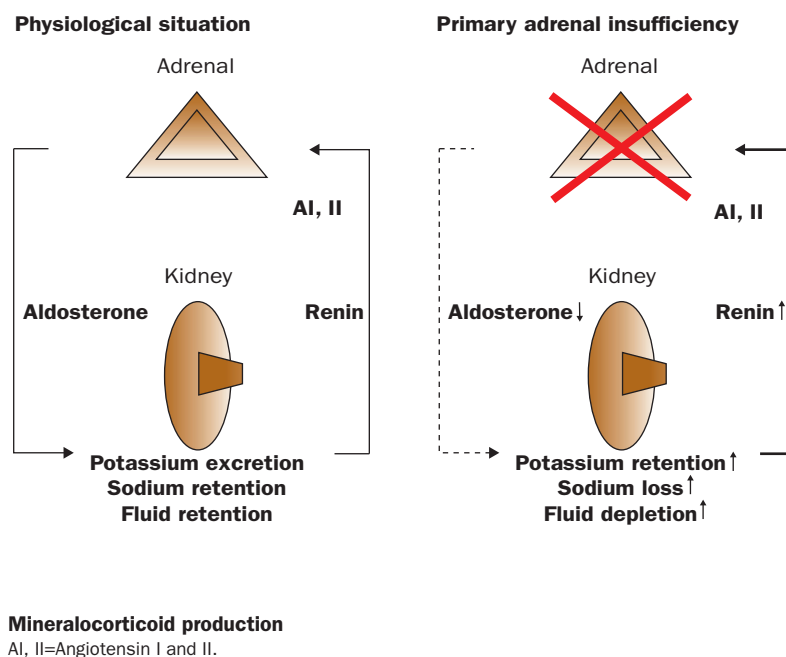 Physiological situation
Adrenal
AI, II
Kidney
Aldosterone
Renin
Potassium excretion
Sodium retention
Fluid retention
Primary adrenal insufficiency
Adrenal
AI, II
Kidney
Aldosterone↓
Renin↑
Potassium retention↑
Sodium loss↑
Fluid depletion↑
Mineralocorticoid production
AI, II=Angiotensin I and II.